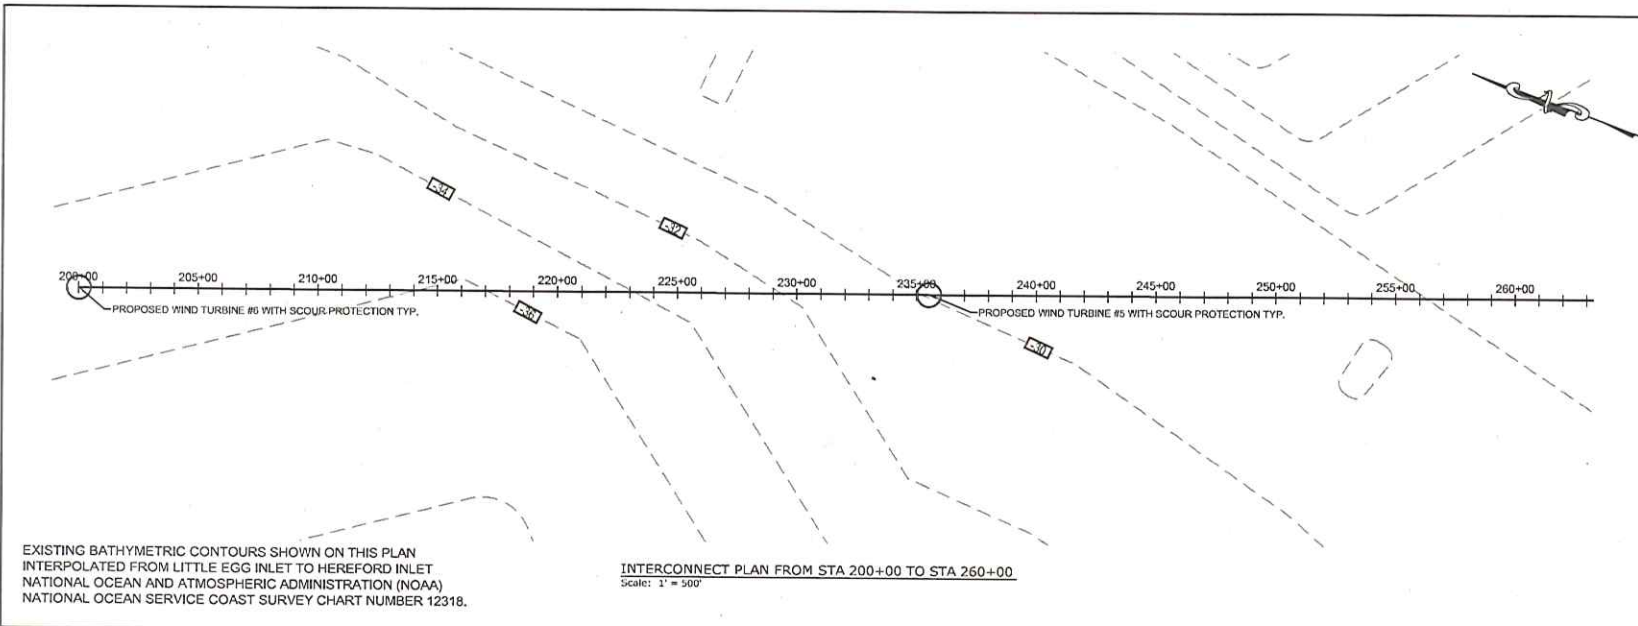 -34
-32
200+00 205+00 210+00 215+00 220+00 225+00 230+00 235+00 240+00 245+00 250+00 255+00 260+00
PROPOSED WIND TURBINE #6 WITH SCOUR PROTECTION TYP.
-36
PROPOSED WIND TURBINE #5 WITH SCOUR PROTECTION TYP.
-30
EXISTING BATHYMETRIC CONTOURS SHOWN ON THIS PLAN
INTERPOLATED FROM LITTLE EGG INLET TO HEREFORD INLET
NATIONAL OCEAN AND ATMOSPHERIC ADMINISTRATION (NOAA)
NATIONAL OCEAN SERVICE COAST SURVEY CHART NUMBER 12318.
INTERCONNECT PLAN FROM STA 200+00 TO STA 260+00
Scale: 1' = 500'